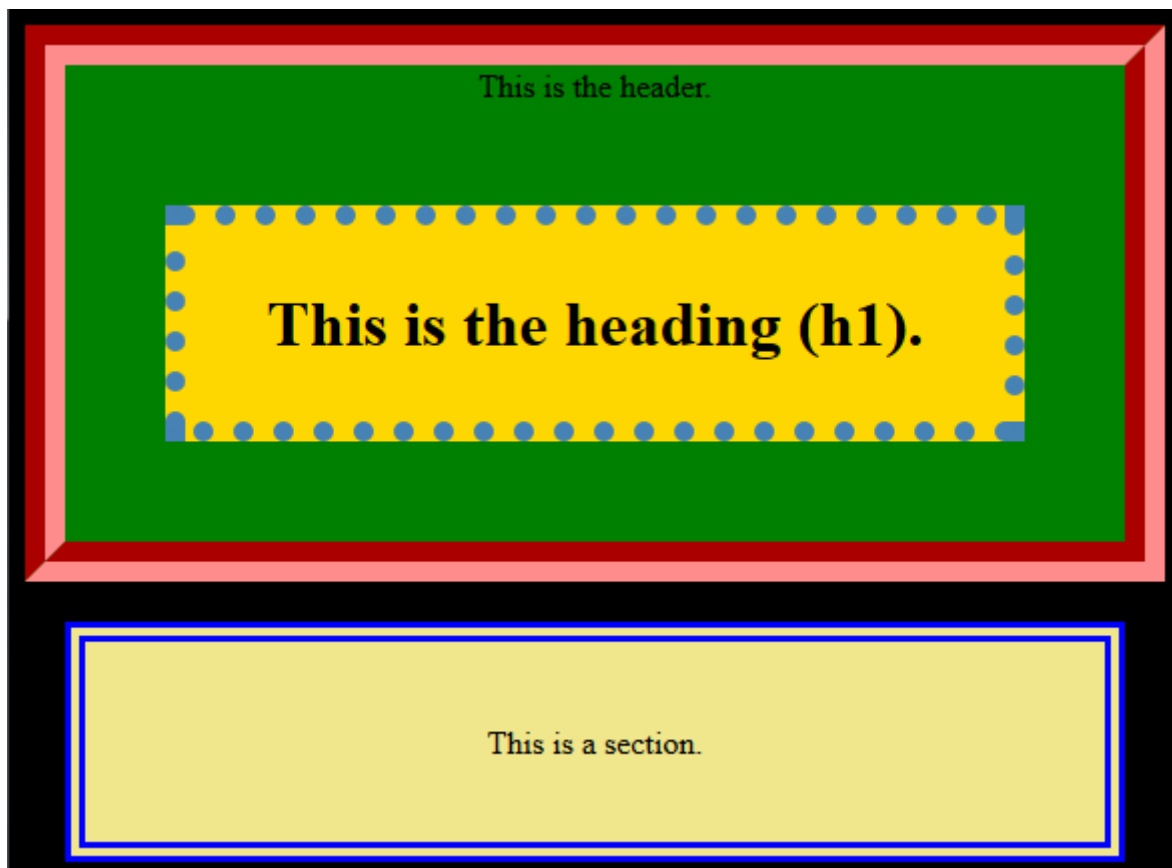 This is the header.
This is the heading (h1).
This is a section.